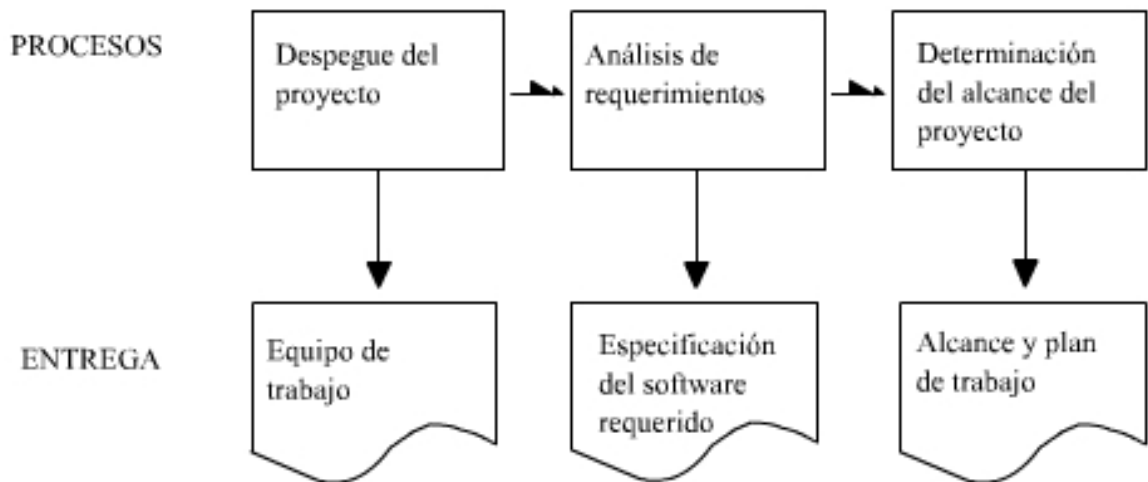 PROCESOS
Despegue del
proyecto
Análisis de
requerimientos
Determinación
del alcance del
proyecto
ENTREGA
Equipo de
trabajo
Especificación
del software
requerido
Alcance y plan
de trabajo